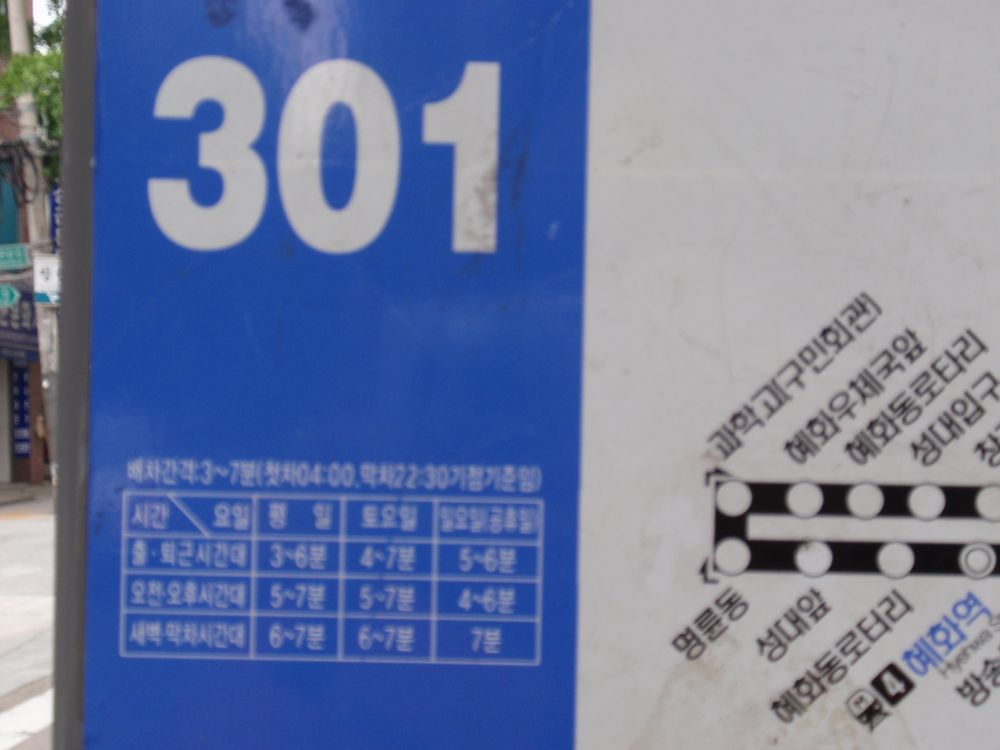 301
배차간격:3~7분(첫차04:00,막차22:30기점기준임)
시간 요일 평 일 토요일 일요일(공휴일)
출·퇴근시간대 3~6분 4~7분 5~6분
오전·오후시간대 5~7분 5~7분 4~6분
새벽·막차시간대 6~7분 6~7분 7분
과학고(구민회관)
혜화우체국앞
혜화동로터리
성대입구
명륜동
성대앞
혜화동로터리
4 혜화역
Hyehwa
방송